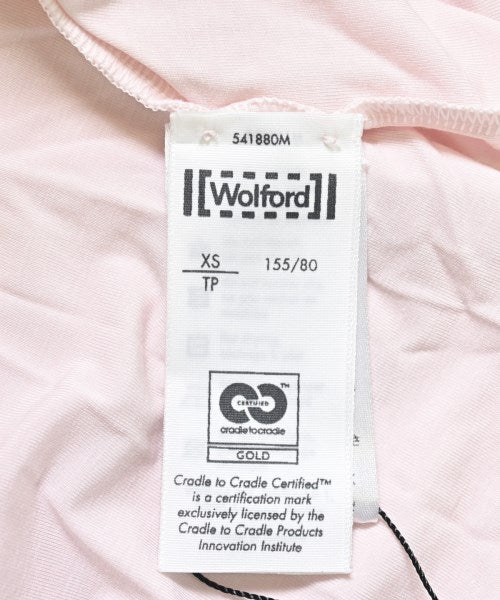 541880M
Wolford
XS 155/80
TP
CERTIFIED
TM
cradletocradle
GOLD
Cradle to Cradle Certified™
is a certification mark
exclusively licensed by the
Cradle to Cradle Products
Innovation Institute